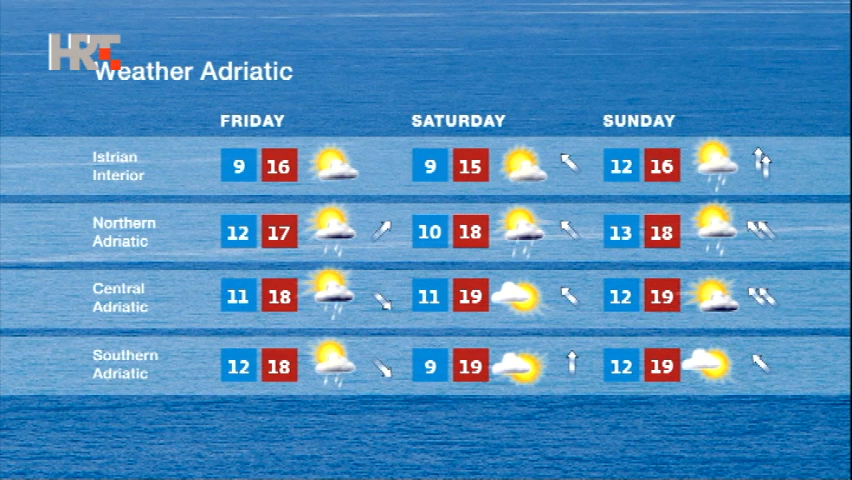 HRT
Weather Adriatic
FRIDAY SATURDAY SUNDAY
Istrian
Interior
9 16 9 15 12 16
Northern
Adriatic
12 17 10 18 13 18
Central
Adriatic
11 18 11 19 12 19
Southern
Adriatic
12 18 9 19 12 19